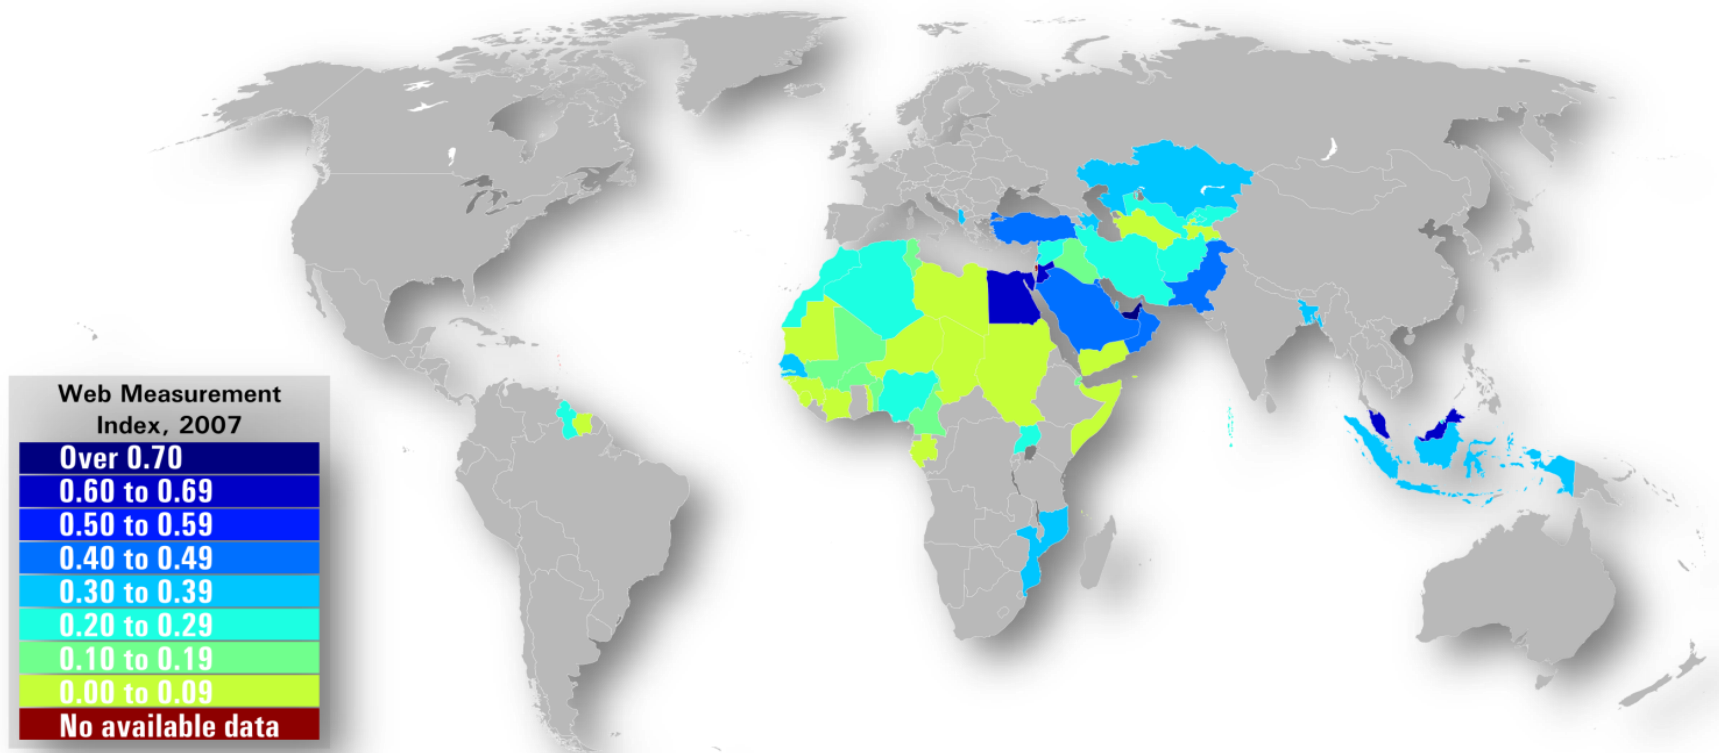 Web Measurement
Index, 2007
Over 0.70
0.60 to 0.69
0.50 to 0.59
0.40 to 0.49
0.30 to 0.39
0.20 to 0.29
0.10 to 0.19
0.00 to 0.09
No available data